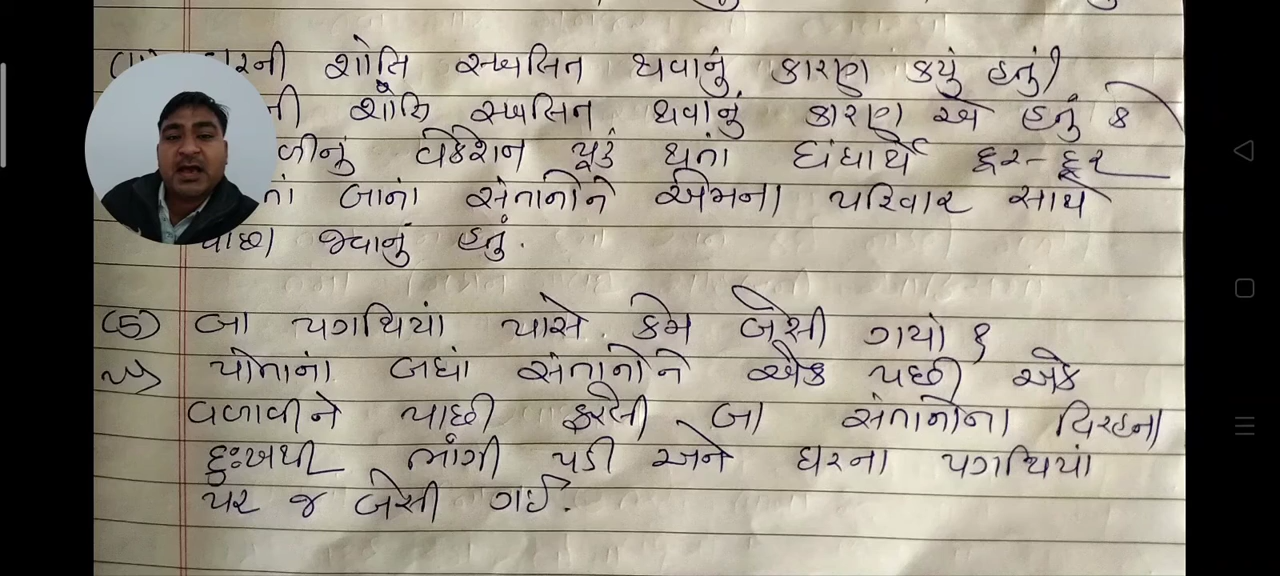 શાંતિ સ્ખલિત થવાનું કારણ કયું હતું?
શાંતિ સ્ખલિત થવાનું કારણ એ હતું કે
વેકેશન પૂરું થતાં ધંધાર્થે દૂર-દૂર
બાનાં સંતાનોને એમના પરિવાર સાથે
પાછા જવાનું હતું.
(5) બા પગથિયાં પાસે કેમ બેસી ગયાં ?
પોતાનાં બધાં સંતાનોને એક પછી એક
વળાવીને પાછી ફરેલી બા સંતાનોના વિરહના
દુઃખથી ભાંગી પડી અને ઘરના પગથિયાં
પર જ બેસી ગઈ.